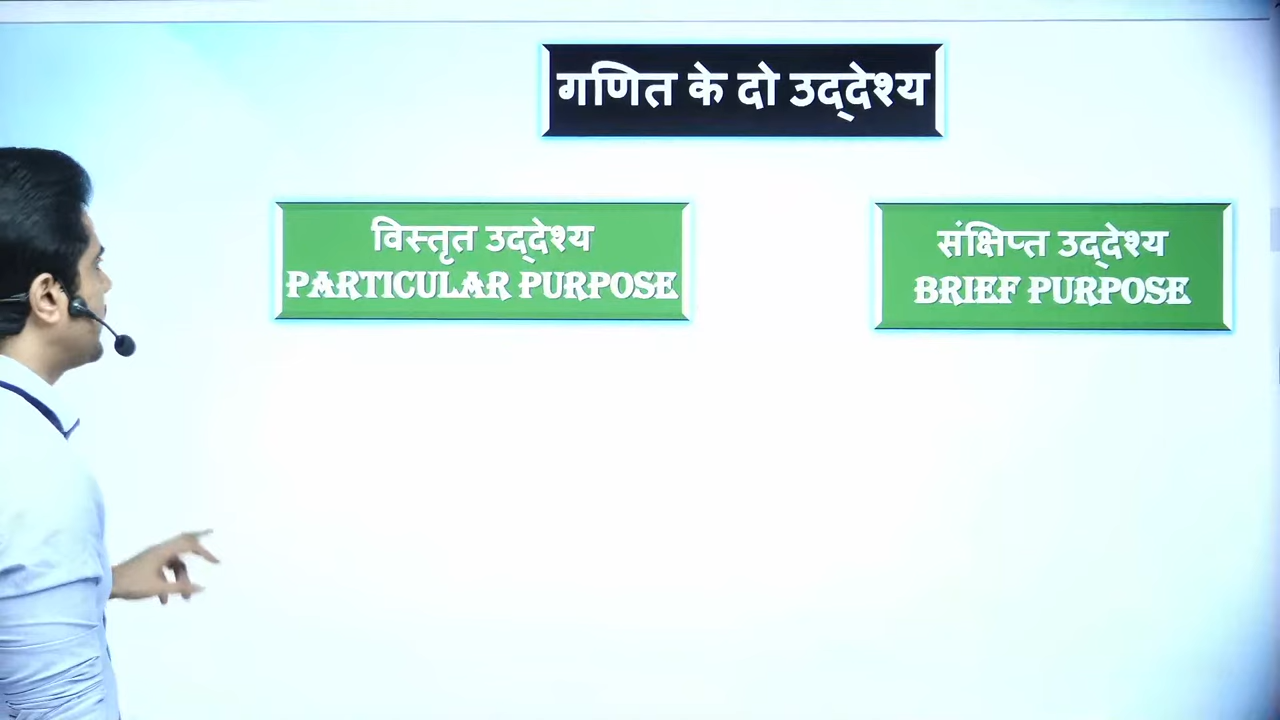 गणित के दो उद्‌देश्य
विस्तृत उद्‌देश्य
PARTICULAR PURPOSE
संक्षिप्त उद्‌देश्य
BRIEF PURPOSE